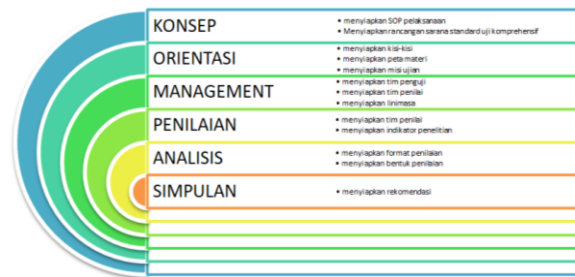 KONSEP
• menyiapkan SOP pelaksanaan
• Menyiapkan rancangan sarana standard uji komprehensif
ORIENTASI
• menyiapkan kisi-kisi
• menyiapkan peta materi
• menyiapkan misi ujian
MANAGEMENT
• menyiapkan tim penguji
• menyiapkan tim penilai
• menyiapkan linimasa
PENILAIAN
• menyiapkan tim penilai
• menyiapkan indikator penelitian
ANALISIS
• menyiapkan format penilaian
• menyiapkan bentuk penilaian
SIMPULAN
• menyiapkan rekomendasi